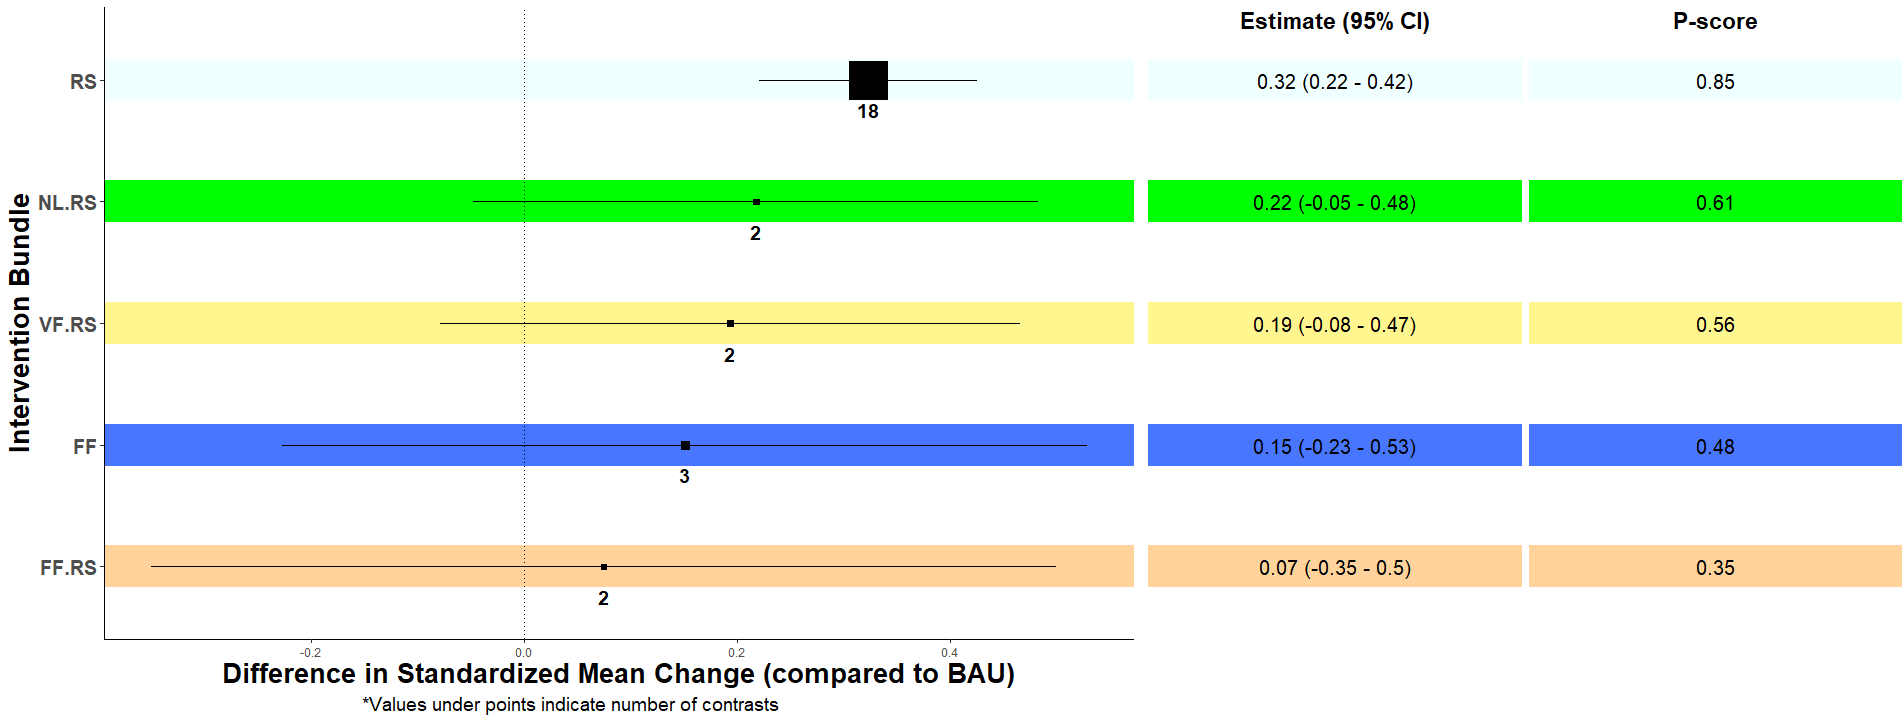 Estimate (95% CI) P-score
RS 0.32 (0.22 - 0.42) 0.85
18
NL.RS 0.22 (-0.05 - 0.48) 0.61
2
VF.RS 0.19 (-0.08 - 0.47) 0.56
2
FF 0.15 (-0.23 - 0.53) 0.48
3
FF.RS 0.07 (-0.35 - 0.5) 0.35
2
Intervention Bundle
-0.2 0.0 0.2 0.4
Difference in Standardized Mean Change (compared to BAU)
*Values under points indicate number of contrasts